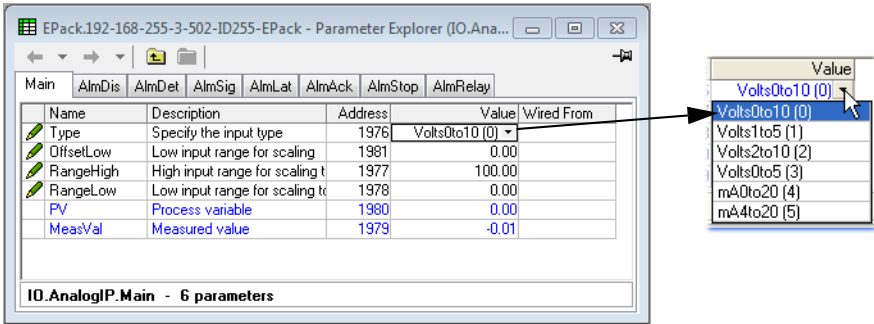 EPack.192-168-255-3-502-ID255-EPack - Parameter Explorer (IO.Ana...
Main AlmDis AlmDet AlmSig AlmLat AlmAck AlmStop AlmRelay
Name Description Address Value Wired From
Type Specify the input type 1976 Volts0to10 (0)
OffsetLow Low input range for scaling 1981 0.00
RangeHigh High input range for scaling t 1977 100.00
RangeLow Low input range for scaling to 1978 0.00
PV Process variable 1980 0.00
MeasVal Measured value 1979 -0.01
IO.AnalogIP.Main - 6 parameters
Value
Volts0to10 (0)
Volts0to10 (0)
Volts1to5 (1)
Volts2to10 (2)
Volts0to5 (3)
mA0to20 (4)
mA4to20 (5)